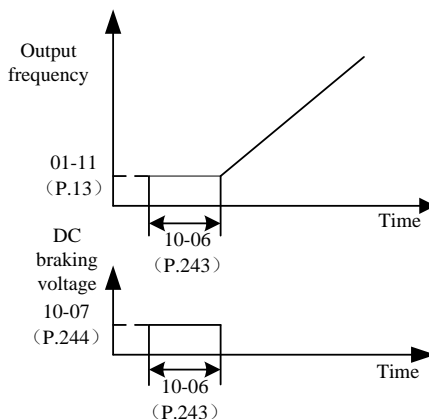 Output
frequency
01-11
（P.13）
Time
10-06
（P.243）
DC
braking
voltage
10-07
（P.244）
Time
10-06
（P.243）